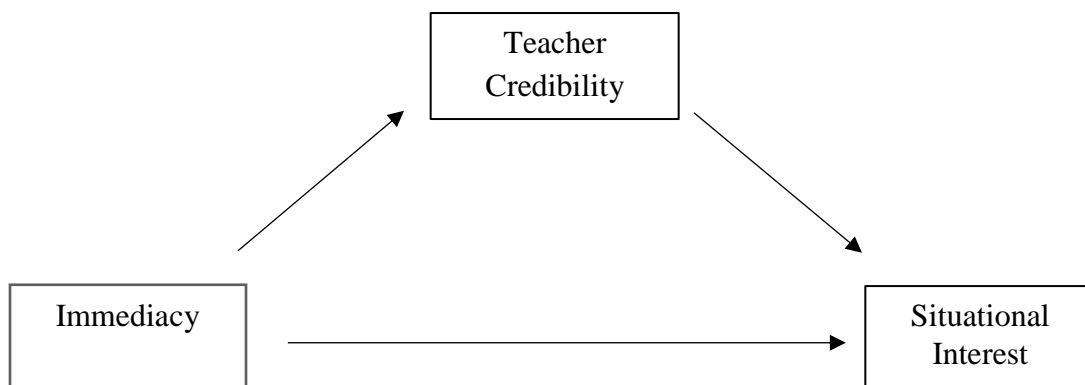 Teacher
Credibility
Immediacy
Situational
Interest